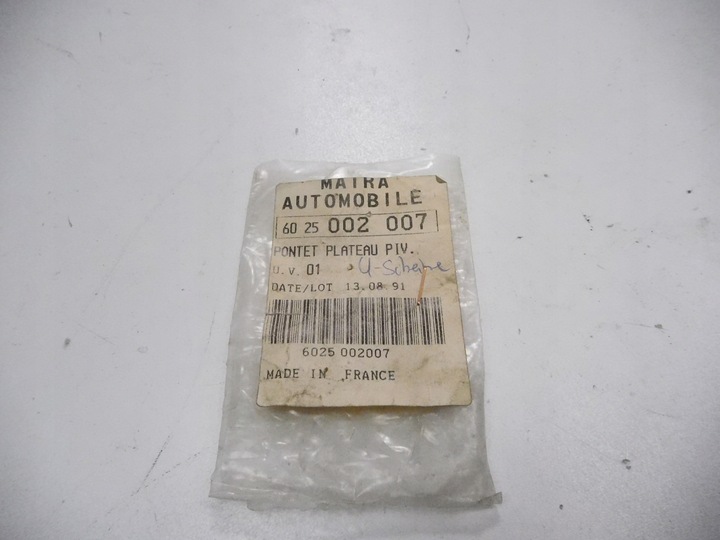 MATRA
AUTOMOBILE
60 25 002 007
PONTET PLATEAU PIV.
U.V. 01 U-Scheibe
DATE/LOT 13.08.91
6025 002007
MADE IN FRANCE